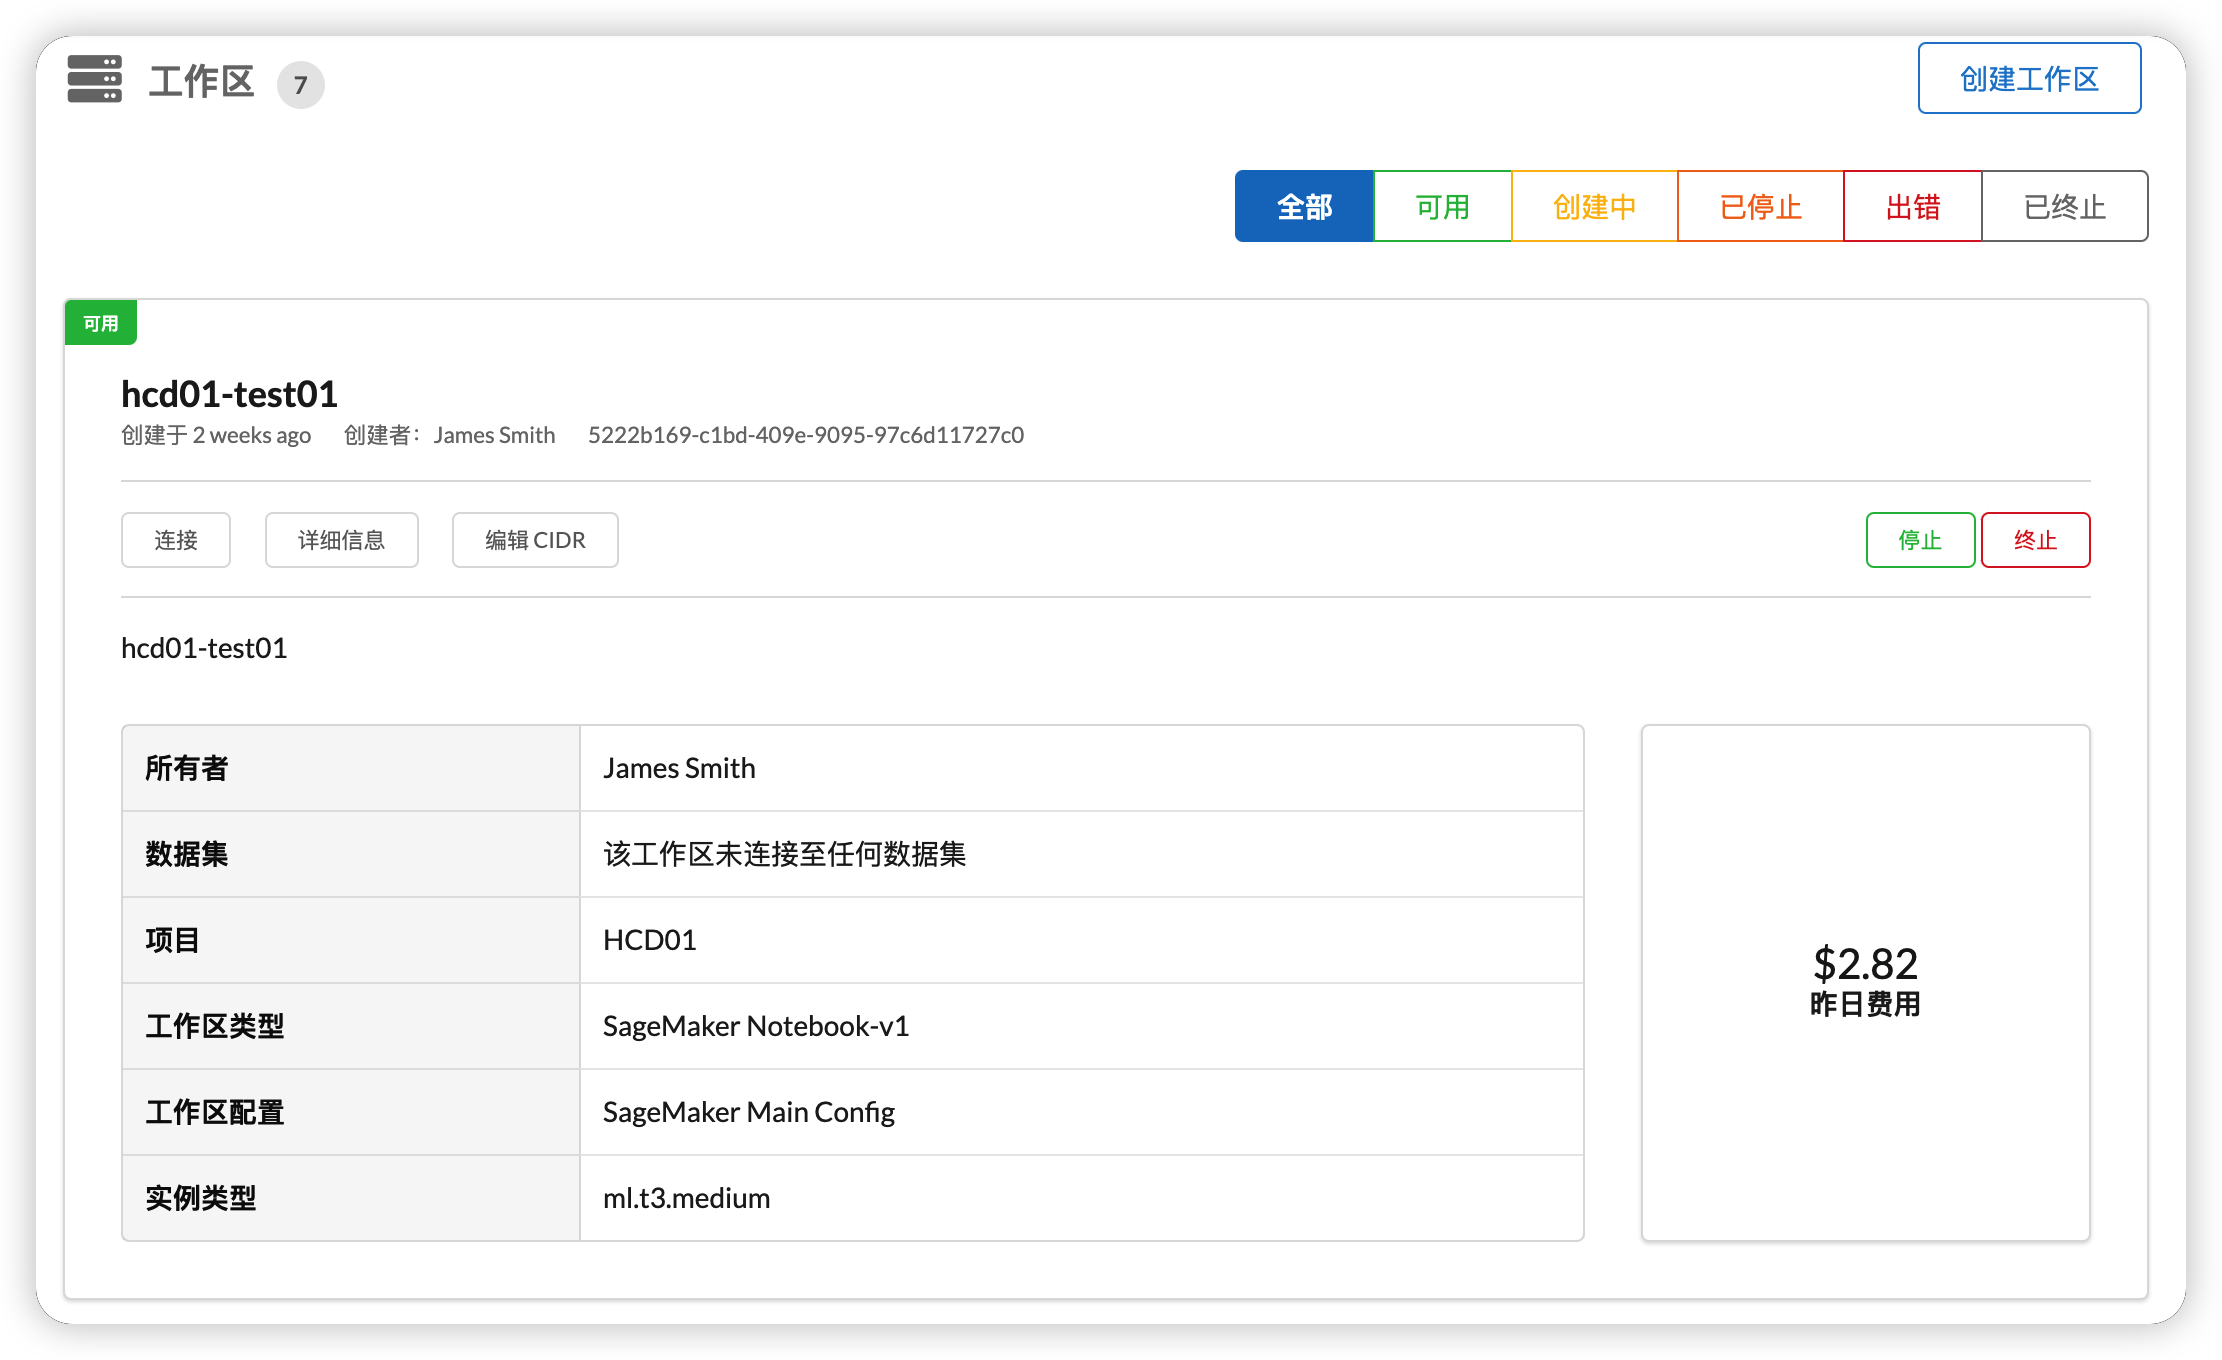 工作区 7
创建工作区
全部 可用 创建中 已停止 出错 已终止
可用
hcd01-test01
创建于 2 weeks ago 创建者：James Smith 5222b169-c1bd-409e-9095-97c6d11727c0
连接 详细信息 编辑 CIDR 停止 终止
hcd01-test01
所有者 James Smith
数据集 该工作区未连接至任何数据集
项目 HCD01
工作区类型 SageMaker Notebook-v1
工作区配置 SageMaker Main Config
实例类型 ml.t3.medium
$2.82
昨日费用